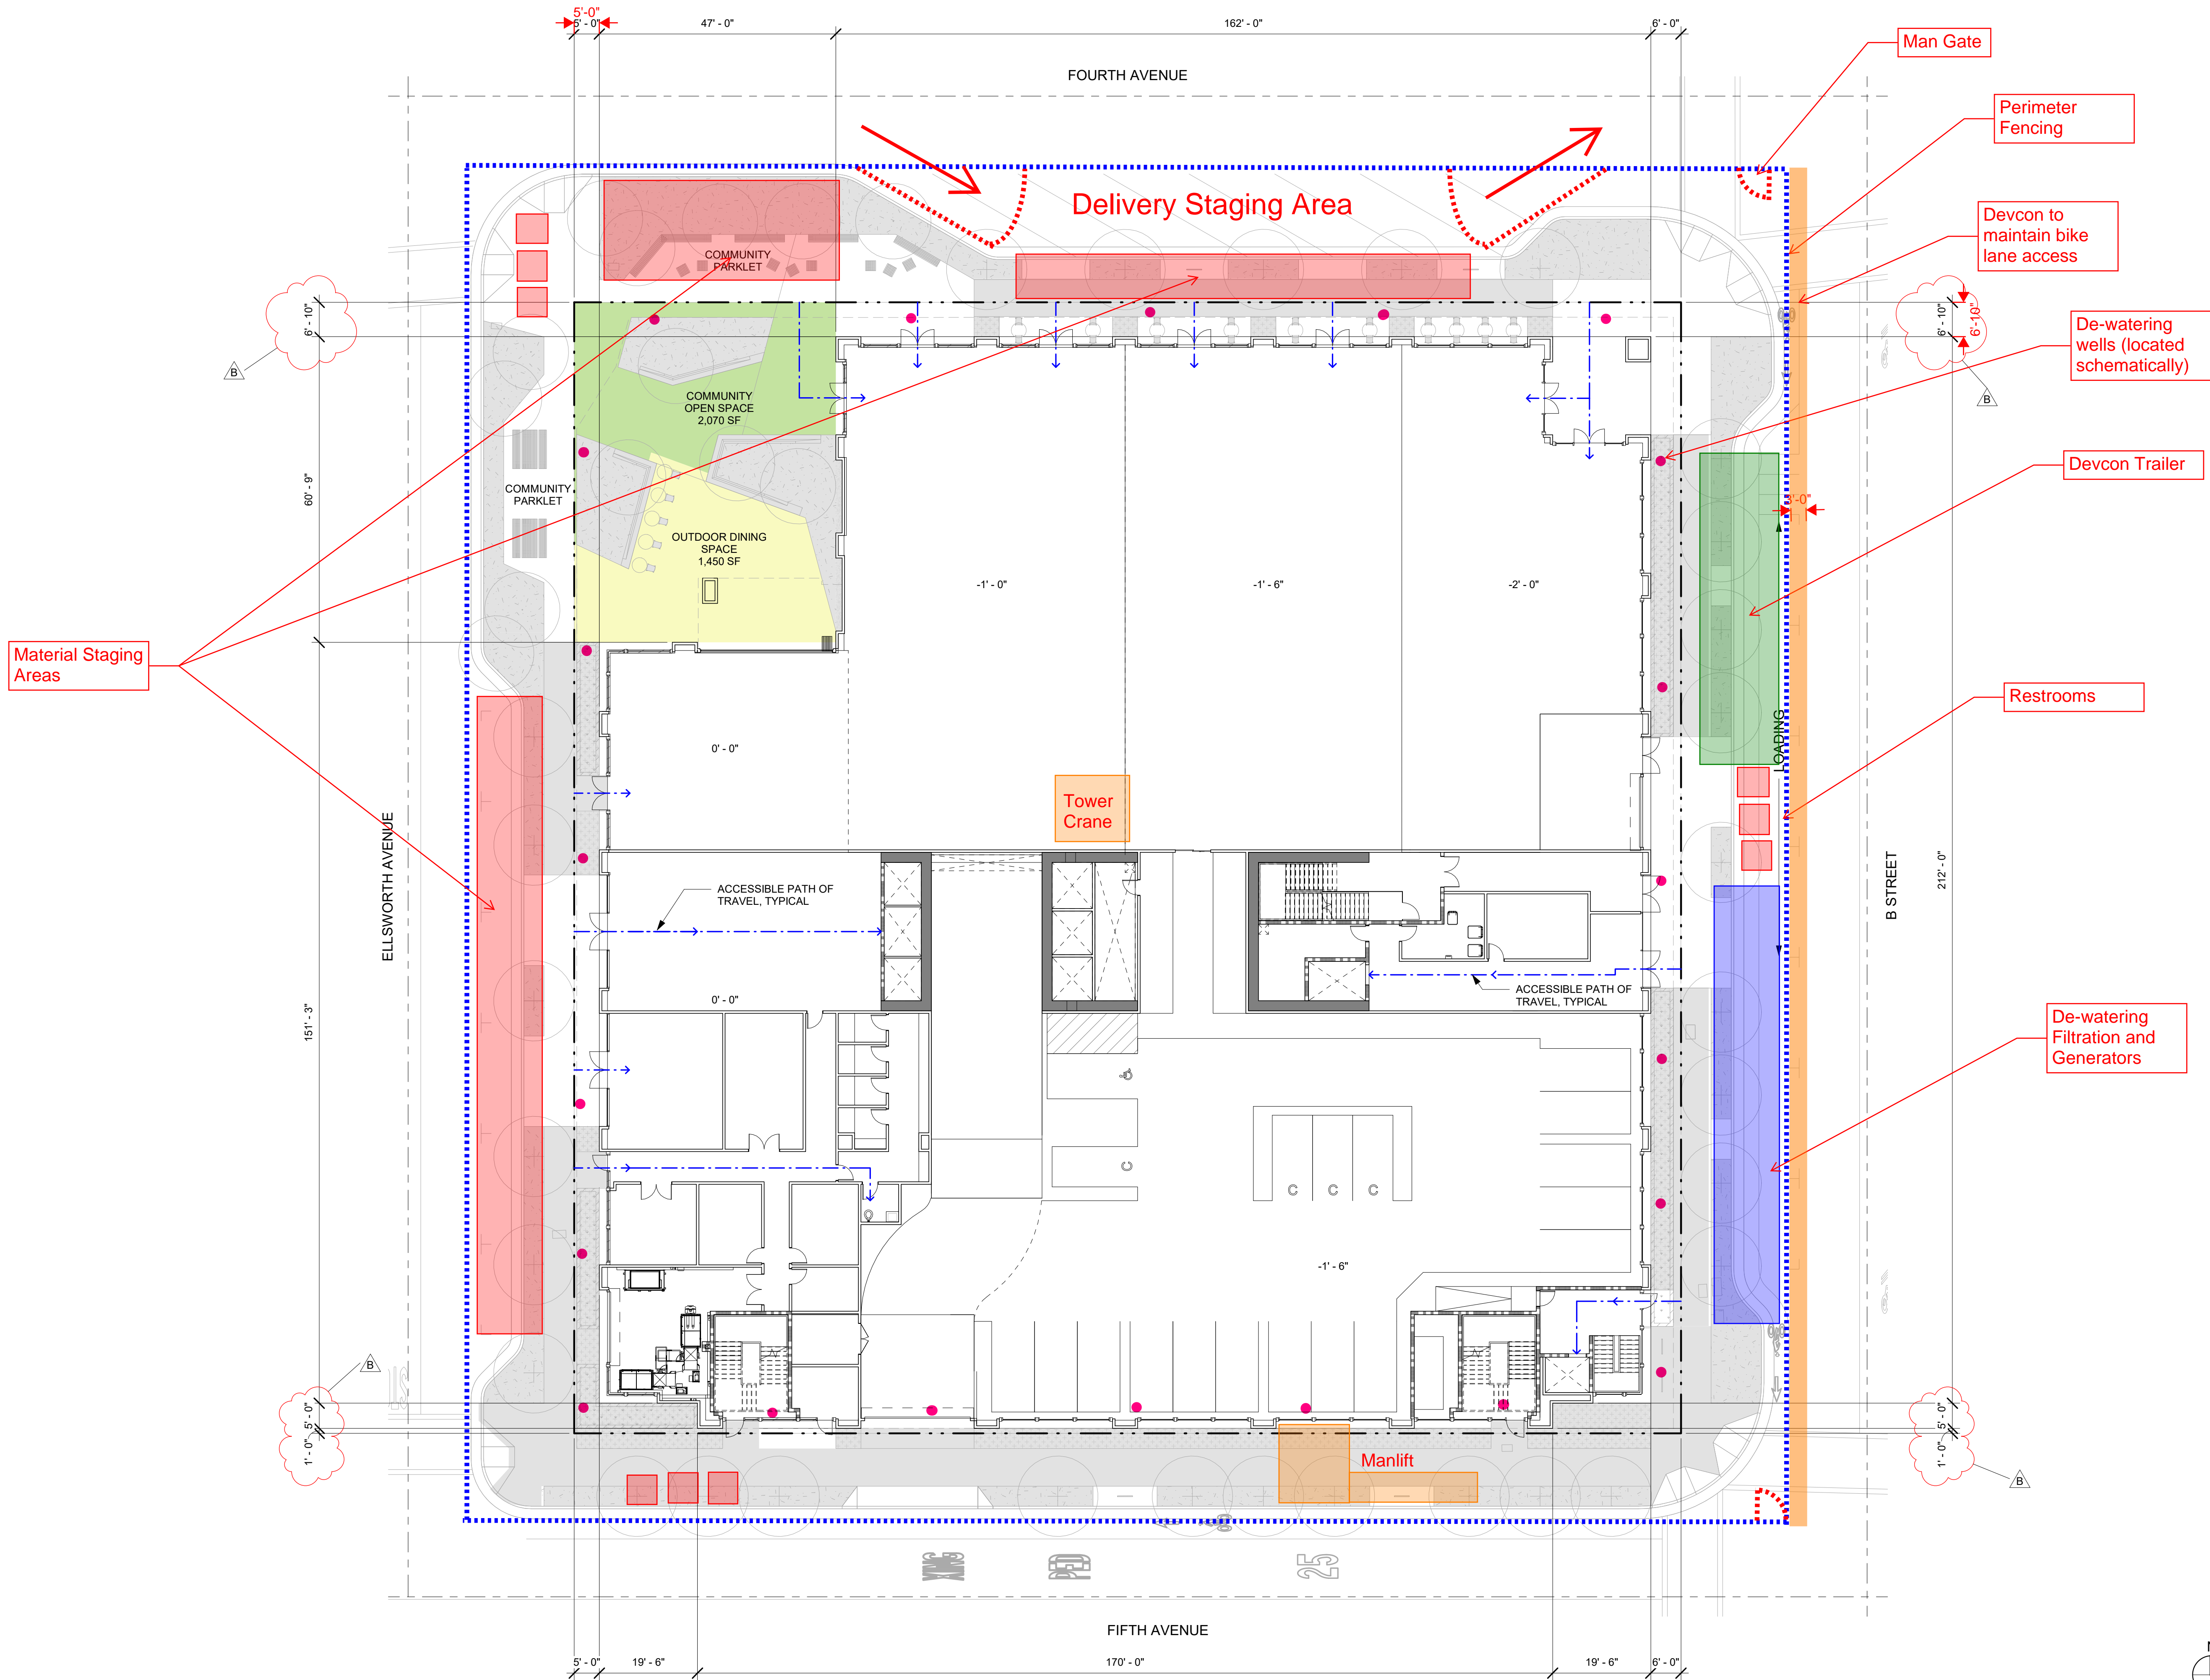 5'-0"
5' - 0"
47' - 0"
162' - 0"
6' - 0"
Man Gate
FOURTH AVENUE
Perimeter
Fencing
Delivery Staging Area
Devcon to
maintain bike
lane access
COMMUNITY
PARKLET
6' - 10"
6' - 10"
6'-10"
B
B
De-watering
wells (located
schematically)
COMMUNITY
OPEN SPACE
2,070 SF
Devcon Trailer
COMMUNITY
PARKLET
60' - 9"
OUTDOOR DINING
SPACE
1,450 SF
-1' - 0"
-1' - 6"
-2' - 0"
Material Staging
Areas
Restrooms
LOADING
0' - 0"
Tower
Crane
ELLSWORTH AVENUE
B STREET
212' - 0"
ACCESSIBLE PATH OF
TRAVEL, TYPICAL
ACCESSIBLE PATH OF
TRAVEL, TYPICAL
0' - 0"
151' - 3"
De-watering
Filtration and
Generators
C
C
C
C
-1' - 6"
B
5' - 0"
1' - 0"
5' - 0"
1' - 0"
B
Manlift
25
FIFTH AVENUE
5' - 0"
19' - 6"
170' - 0"
19' - 6"
6' - 0"